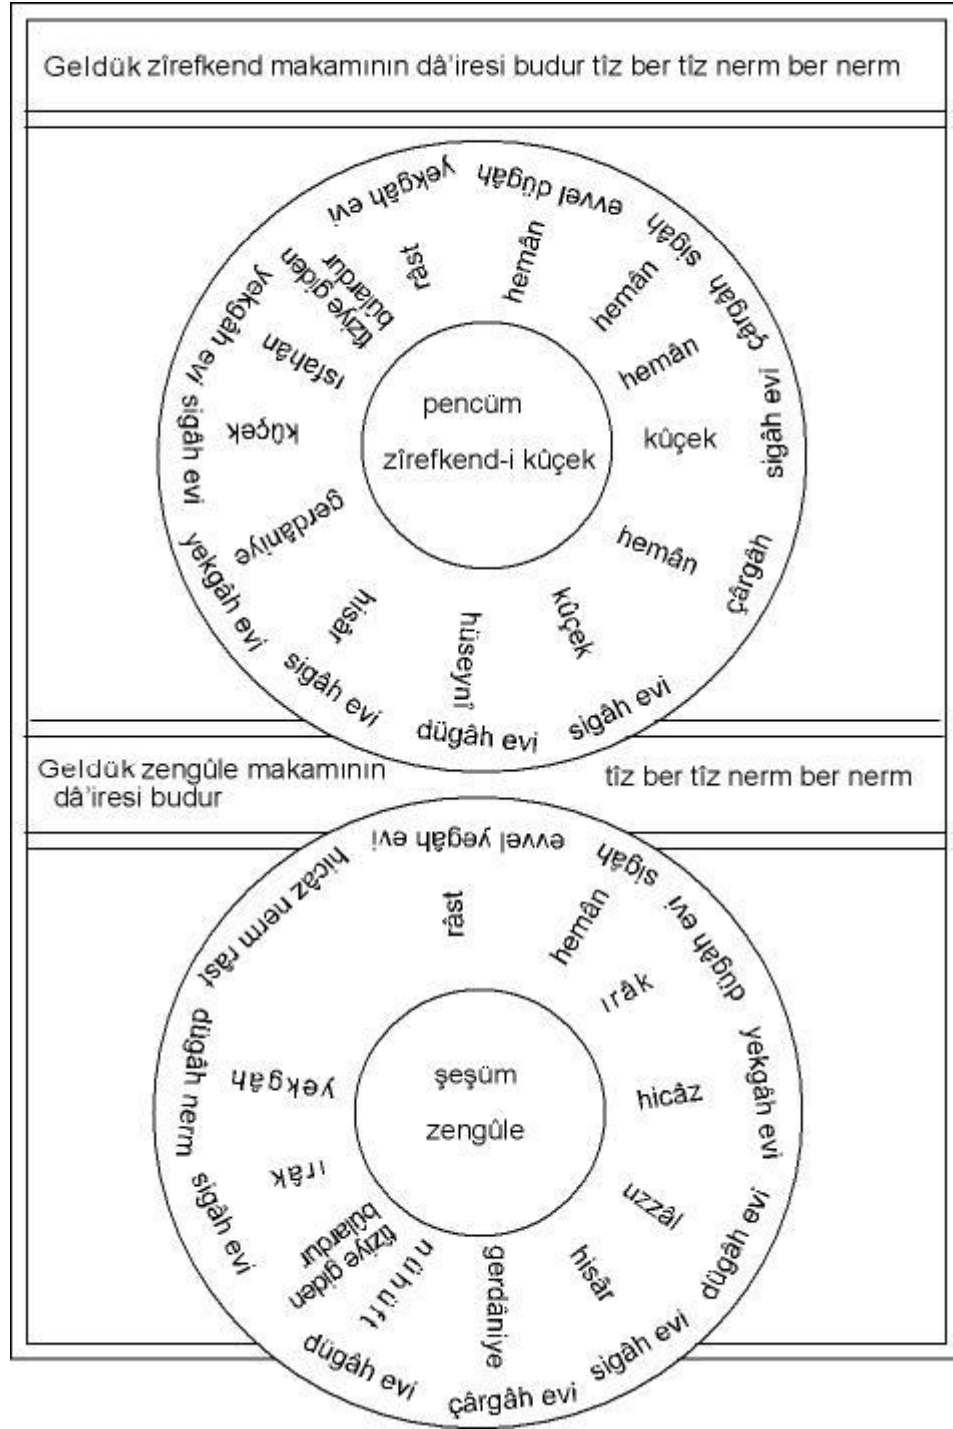 Geldük zîrefkend makamının dâ'iresi budur tîz ber tîz nerm ber nerm
evvel dügâh
sigâh
çârgâh
sigâh evi
çârgâh
sigâh evi
dügâh evi
sigâh evi
yekgâh evi
sigâh evi
yekgâh evi
yekgâh evi
hemân
hemân
hemân
kûçek
hemân
kûçek
hüseynî
hisâr
gerdâniye
kûçek
ısfahân
tîziye giden
bûlardur
râst
pencüm
zîrefkend-i kûçek
Geldük zengûle makamının
dâ'iresi budur
tîz ber tîz nerm ber nerm
evvel yegâh evi
sigâh
dügâh evi
yekgâh evi
dügâh evi
sigâh evi
çârgâh evi
dügâh evi
sigâh evi
dügâh nerm
hicâz nerm râst
râst
hemân
ırâk
hicâz
uzzâl
hisâr
gerdâniye
nühüft
tîziye giden
bûlardur
ırâk
yekgâh
şeşüm
zengûle